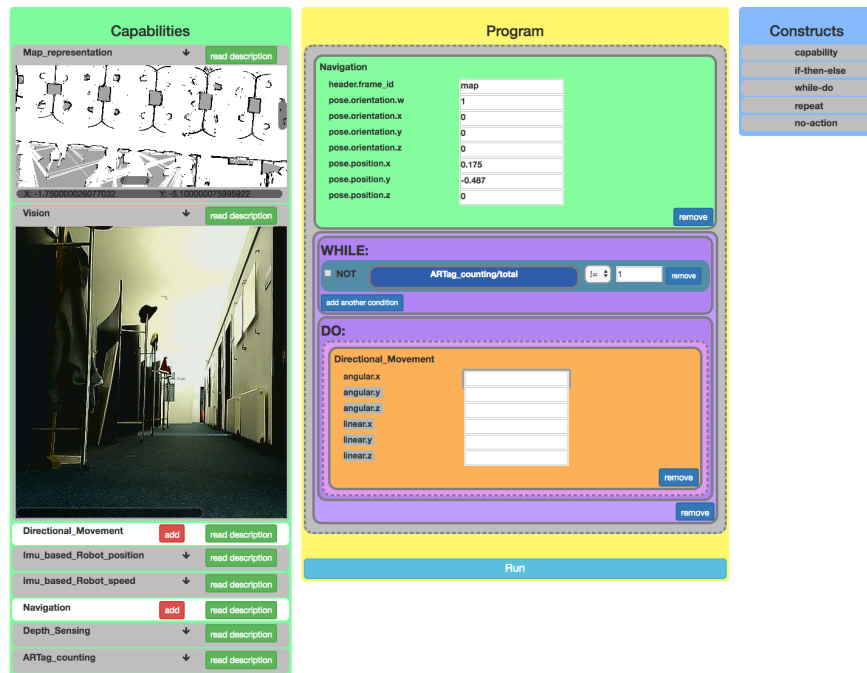 Capabilities
Map_representation
read description
X: -1.750000026077032 Y: -5.100000075995922
Vision
read description
Directional_Movement add read description
Imu_based_Robot_position read description
Imu_based_Robot_speed read description
Navigation add read description
Depth_Sensing read description
ARTag_counting read description
Program
Navigation
header.frame_id map
pose.orientation.w 1
pose.orientation.x 0
pose.orientation.y 0
pose.orientation.z 0
pose.position.x 0.175
pose.position.y -0.487
pose.position.z 0
remove
WHILE:
NOT ARTag_counting/total != 1 remove
add another condition
DO:
Directional_Movement
angular.x
angular.y
angular.z
linear.x
linear.y
linear.z
remove
remove
Run
Constructs
capability
if-then-else
while-do
repeat
no-action